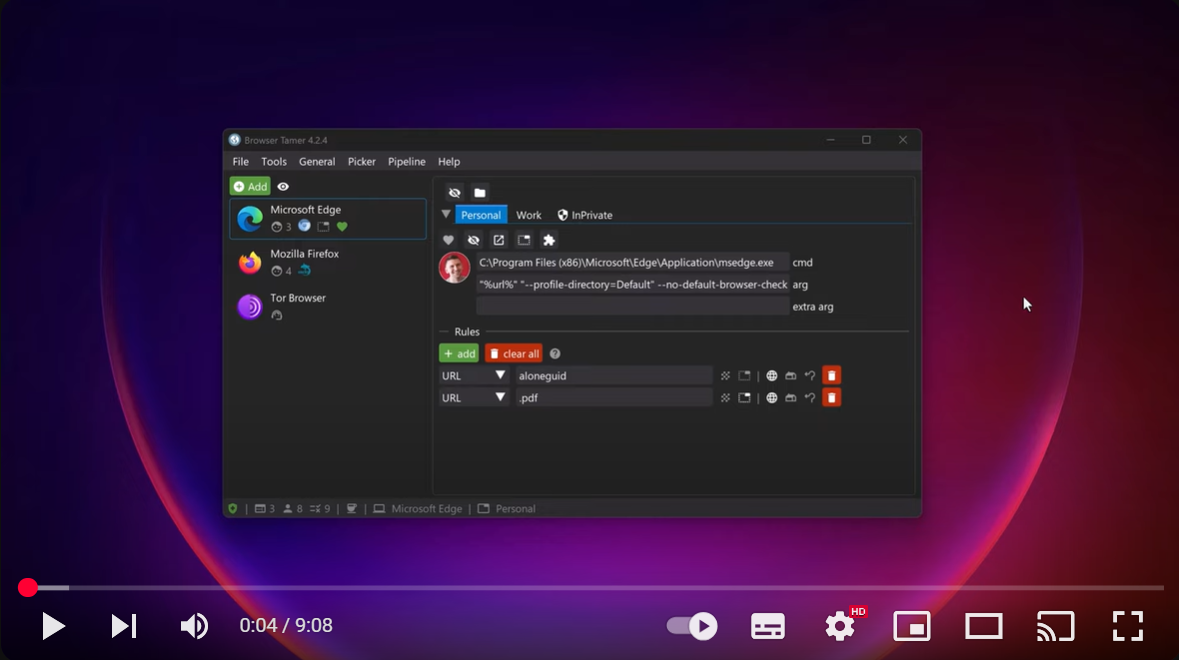 Browser Tamer 4.2.4
File Tools General Picker Pipeline Help
Add
Microsoft Edge
3
Mozilla Firefox
4
Tor Browser
Personal Work InPrivate
C:\Program Files (x86)\Microsoft\Edge\Application\msedge.exe cmd
"%url%" "--profile-directory=Default" --no-default-browser-check arg
extra arg
Rules
+ add clear all ?
URL aloneguid
URL .pdf
| 3 8 9 | | Microsoft Edge | Personal
0:04 / 9:08 HD